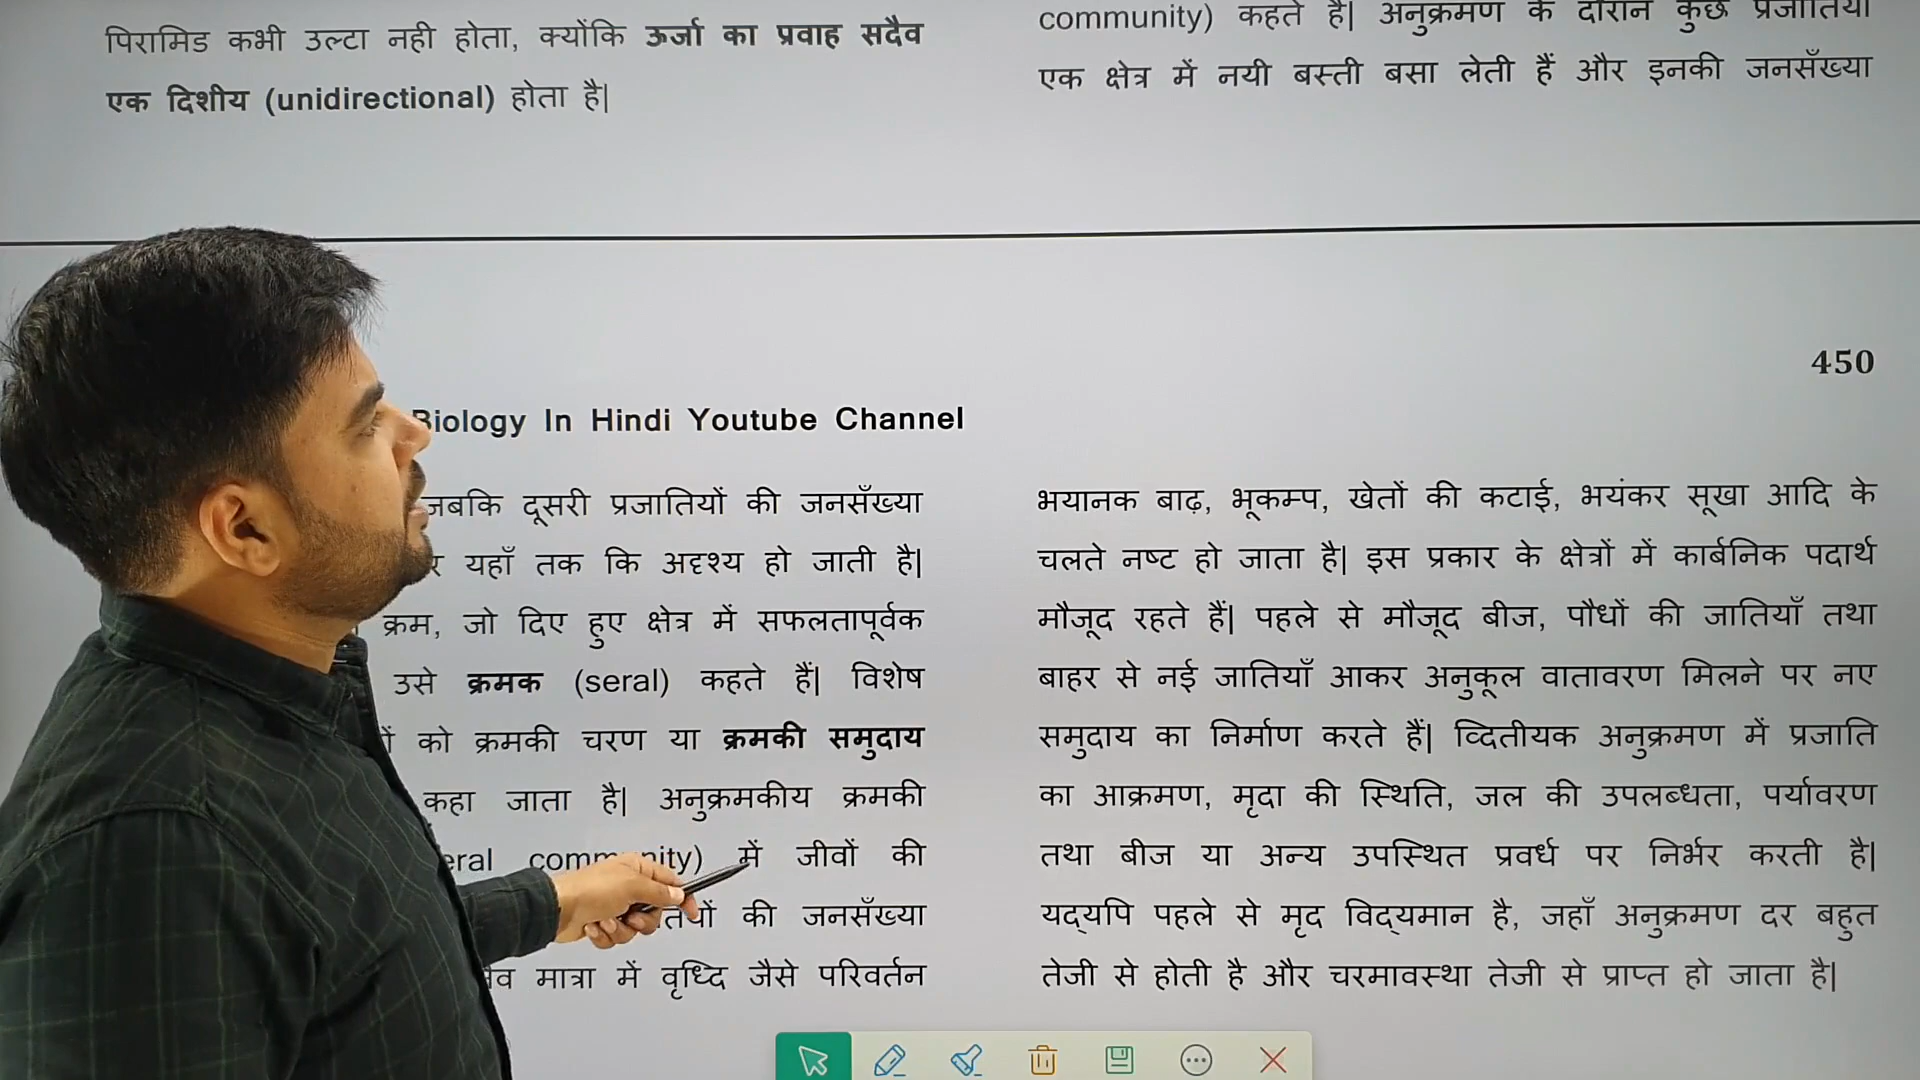 पिरामिड कभी उल्टा नही होता, क्योंकि ऊर्जा का प्रवाह सदैव
एक दिशीय (unidirectional) होता है|
community) कहते हैं| अनुक्रमण के दौरान कुछ प्रजातियाँ
एक क्षेत्र में नयी बस्ती बसा लेती हैं और इनकी जनसँख्या
450
Biology In Hindi Youtube Channel
जबकि दूसरी प्रजातियों की जनसँख्या
यहाँ तक कि अदृश्य हो जाती है|
क्रम, जो दिए हुए क्षेत्र में सफलतापूर्वक
उसे क्रमक (seral) कहते हैं| विशेष
को क्रमकी चरण या क्रमकी समुदाय
कहा जाता है| अनुक्रमकीय क्रमकी
में जीवों की
की जनसँख्या
मात्रा में वृध्दि जैसे परिवर्तन
भयानक बाढ़, भूकम्प, खेतों की कटाई, भयंकर सूखा आदि के
चलते नष्ट हो जाता है| इस प्रकार के क्षेत्रों में कार्बनिक पदार्थ
मौजूद रहते हैं| पहले से मौजूद बीज, पौधों की जातियाँ तथा
बाहर से नई जातियाँ आकर अनुकूल वातावरण मिलने पर नए
समुदाय का निर्माण करते हैं| व्दितीयक अनुक्रमण में प्रजाति
का आक्रमण, मृदा की स्थिति, जल की उपलब्धता, पर्यावरण
तथा बीज या अन्य उपस्थित प्रवर्ध पर निर्भर करती है|
यद्यपि पहले से मृद विद्यमान है, जहाँ अनुक्रमण दर बहुत
तेजी से होती है और चरमावस्था तेजी से प्राप्त हो जाता है|